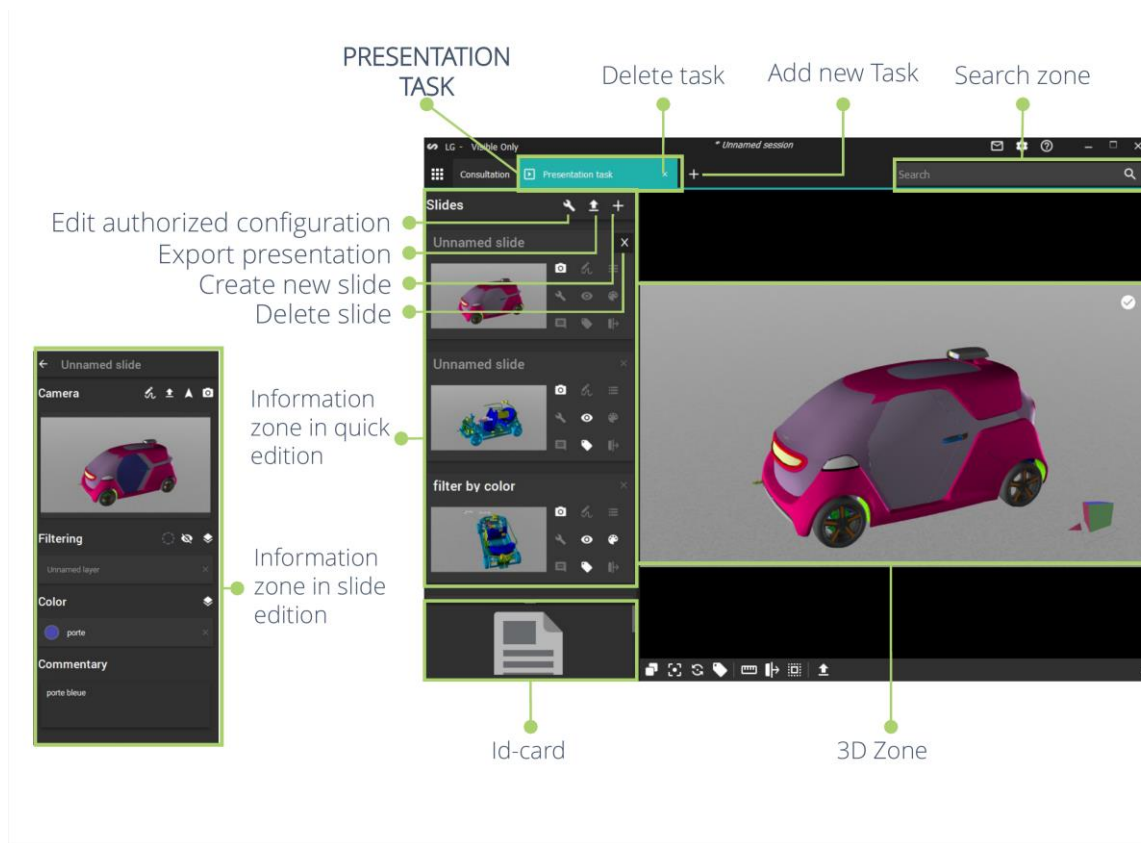 PRESENTATION
TASK
Delete task
Add new Task
Search zone
LG - Visible Only
* Unnamed session
Consultation
Presentation task
Search
Slides
Edit authorized configuration
Export presentation
Create new slide
Delete slide
Unnamed slide
Unnamed slide
filter by color
Information
zone in quick
edition
Unnamed slide
Camera
Filtering
Unnamed layer
Color
porte
Commentary
porte bleue
Information
zone in slide
edition
Id-card
3D Zone